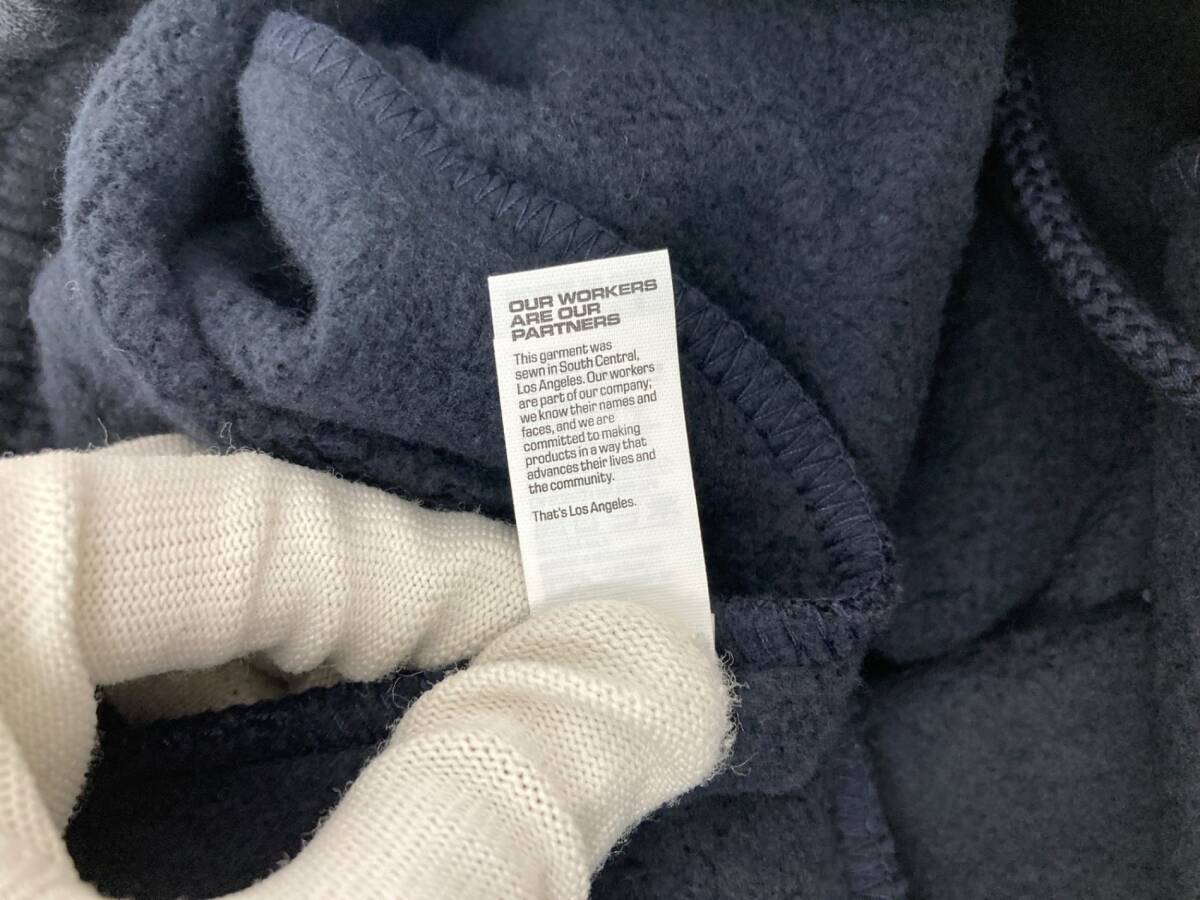 OUR WORKERS
ARE OUR
PARTNERS
This garment was
sewn in South Central,
Los Angeles. Our workers
are part of our company;
we know their names and
faces, and we are
committed to making
products in a way that
advances their lives and
the community.
That's Los Angeles.